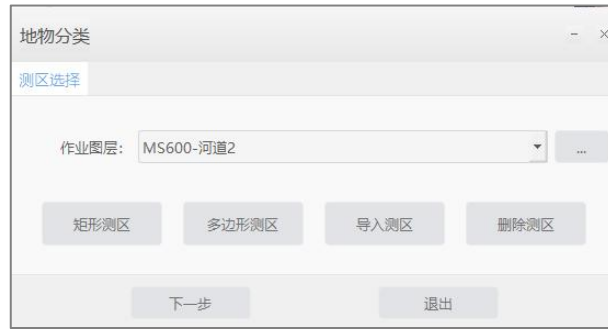 地物分类
测区选择
作业图层: MS600-河道2 ...
矩形测区 多边形测区 导入测区 删除测区
下一步 退出